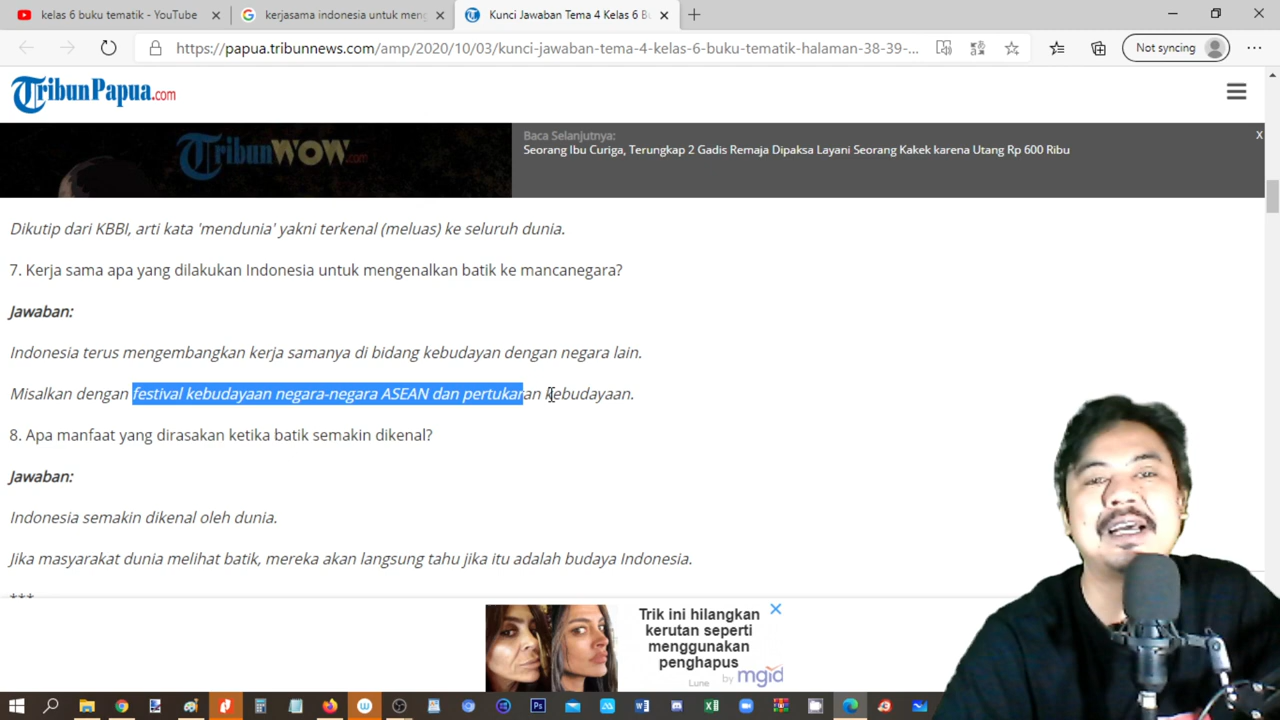 kelas 6 buku tematik - YouTube
kerjasama indonesia untuk meng
Kunci Jawaban Tema 4 Kelas 6 B
https://papua.tribunnews.com/amp/2020/10/03/kunci-jawaban-tema-4-kelas-6-buku-tematik-halaman-38-39-...
Not syncing
TribunPapua.com
TribunWOW.com
Baca Selanjutnya:
Seorang Ibu Curiga, Terungkap 2 Gadis Remaja Dipaksa Layani Seorang Kakek karena Utang Rp 600 Ribu
X
Dikutip dari KBBI, arti kata 'mendunia' yakni terkenal (meluas) ke seluruh dunia.
7. Kerja sama apa yang dilakukan Indonesia untuk mengenalkan batik ke mancanegara?
Jawaban:
Indonesia terus mengembangkan kerja samanya di bidang kebudayan dengan negara lain.
Misalkan dengan festival kebudayaan negara-negara ASEAN dan pertukaran kebudayaan.
8. Apa manfaat yang dirasakan ketika batik semakin dikenal?
Jawaban:
Indonesia semakin dikenal oleh dunia.
Jika masyarakat dunia melihat batik, mereka akan langsung tahu jika itu adalah budaya Indonesia.
***
Trik ini hilangkan
kerutan seperti
menggunakan
penghapus
Lune
by mgid